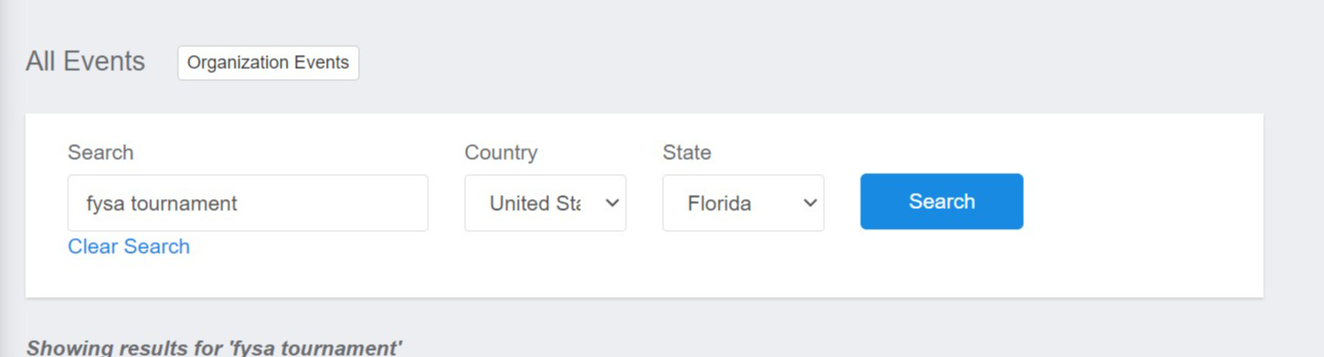 All Events Organization Events
Search Country State
fysa tournament United Sta Florida Search
Clear Search
Showing results for 'fysa tournament'